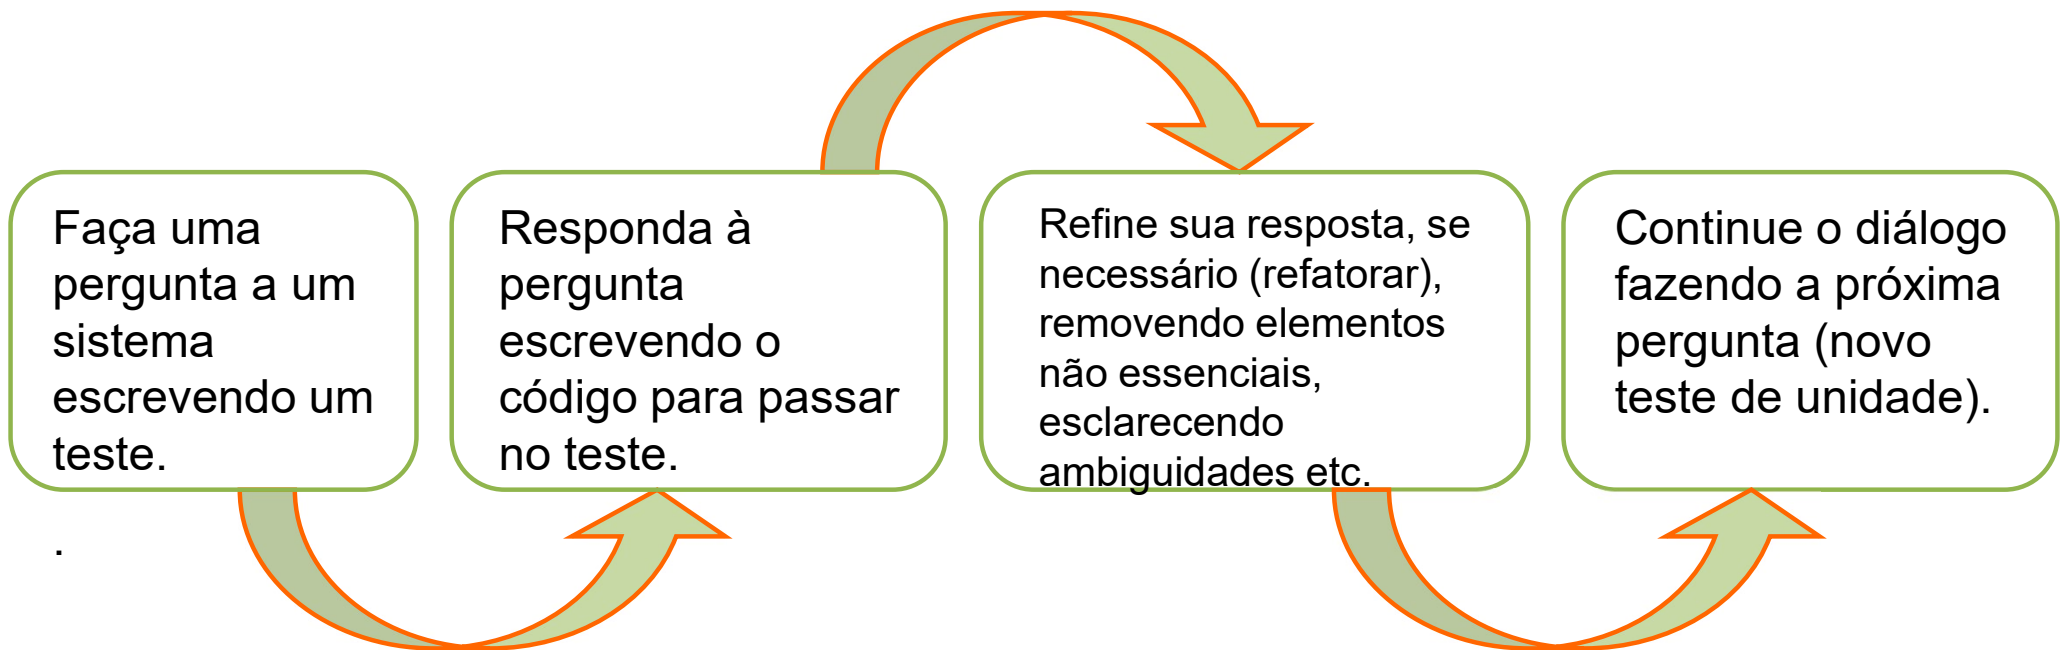 Faça uma
pergunta a um
sistema
escrevendo um
teste.
.
Responda à
pergunta
escrevendo o
código para passar
no teste.
Refine sua resposta, se
necessário (refatorar),
removendo elementos
não essenciais,
esclarecendo
ambiguidades etc.
Continue o diálogo
fazendo a próxima
pergunta (novo
teste de unidade).